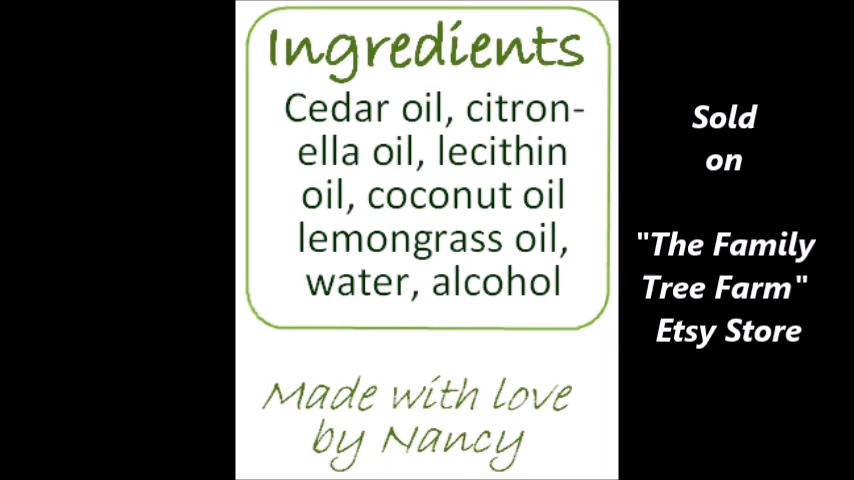 Ingredients
Cedar oil, citron-
ella oil, lecithin
oil, coconut oil
lemongrass oil,
water, alcohol
Made with love
by Nancy
Sold
on
"The Family
Tree Farm"
Etsy Store